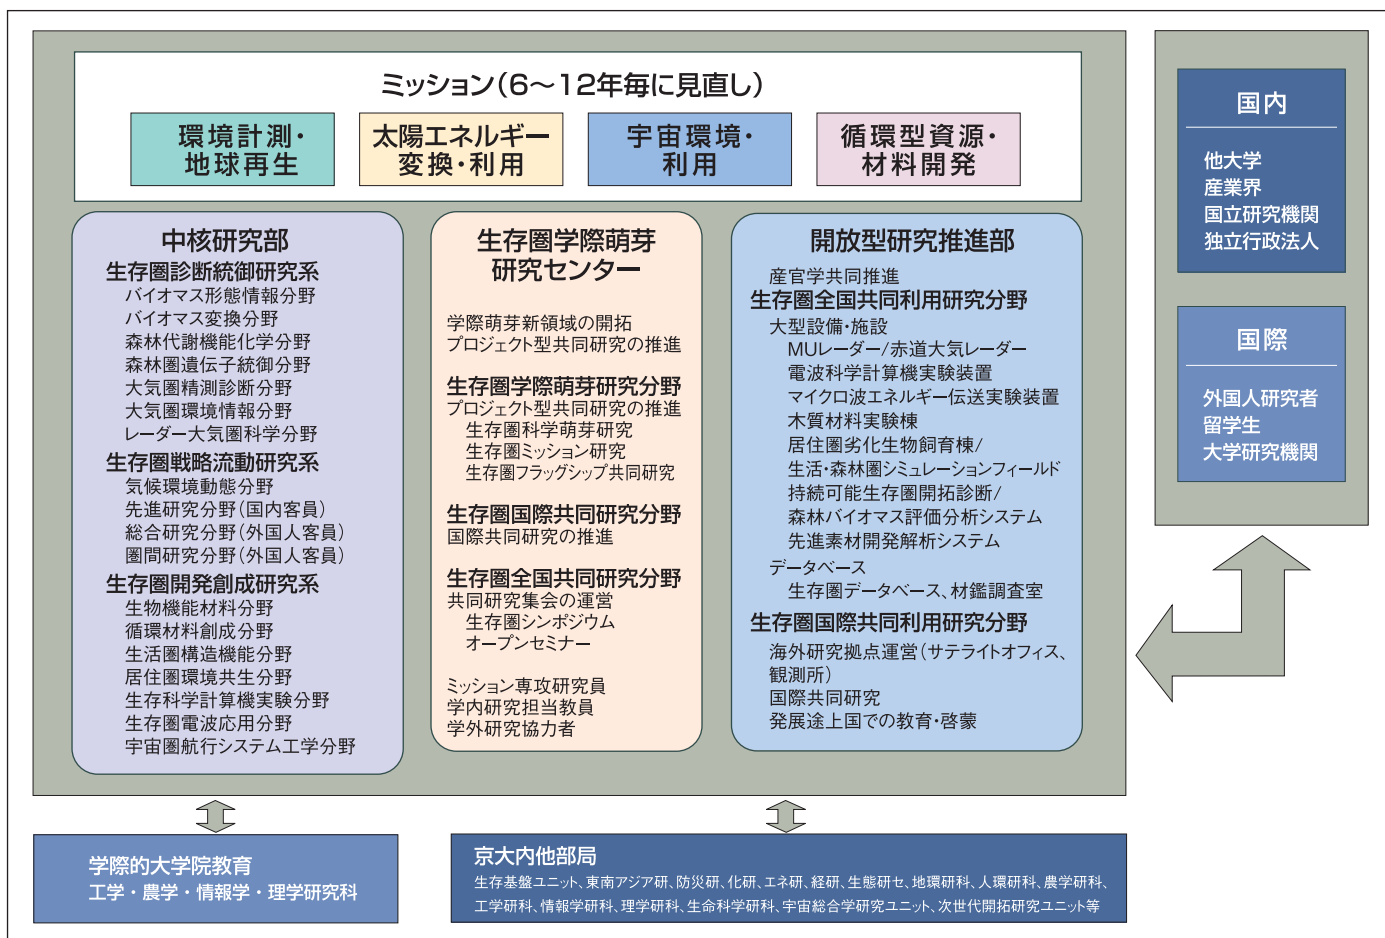 ミッション(6～12年毎に見直し)
環境計測・
地球再生
太陽エネルギー
変換・利用
宇宙環境・
利用
循環型資源・
材料開発
中核研究部
生存圏診断統御研究系
バイオマス形態情報分野
バイオマス変換分野
森林代謝機能化学分野
森林圏遺伝子統御分野
大気圏精測診断分野
大気圏環境情報分野
レーダー大気圏科学分野
生存圏戦略流動研究系
気候環境動態分野
先進研究分野(国内客員)
総合研究分野(外国人客員)
圏間研究分野(外国人客員)
生存圏開発創成研究系
生物機能材料分野
循環材料創成分野
生活圏構造機能分野
居住圏環境共生分野
生存科学計算機実験分野
生存圏電波応用分野
宇宙圏航行システム工学分野
生存圏学際萌芽
研究センター
学際萌芽新領域の開拓
プロジェクト型共同研究の推進
生存圏学際萌芽研究分野
プロジェクト型共同研究の推進
生存圏科学萌芽研究
生存圏ミッション研究
生存圏フラッグシップ共同研究
生存圏国際共同研究分野
国際共同研究の推進
生存圏全国共同研究分野
共同研究集会の運営
生存圏シンポジウム
オープンセミナー
ミッション専攻研究員
学内研究担当教員
学外研究協力者
開放型研究推進部
産官学共同推進
生存圏全国共同利用研究分野
大型設備・施設
MUレーダー/赤道大気レーダー
電波科学計算機実験装置
マイクロ波エネルギー伝送実験装置
木質材料実験棟
居住圏劣化生物飼育棟/
生活・森林圏シミュレーションフィールド
持続可能生存圏開拓診断/
森林バイオマス評価分析システム
先進素材開発解析システム
データベース
生存圏データベース、材鑑調査室
生存圏国際共同利用研究分野
海外研究拠点運営(サテライトオフィス、
観測所)
国際共同研究
発展途上国での教育・啓蒙
国内
他大学
産業界
国立研究機関
独立行政法人
国際
外国人研究者
留学生
大学研究機関
学際的大学院教育
工学・農学・情報学・理学研究科
京大内他部局
生存基盤ユニット、東南アジア研、防災研、化研、エネ研、経研、生態研セ、地環研科、人環研科、農学研科、
工学研科、情報学研科、理学研科、生命科学研科、宇宙総合学研究ユニット、次世代開拓研究ユニット等